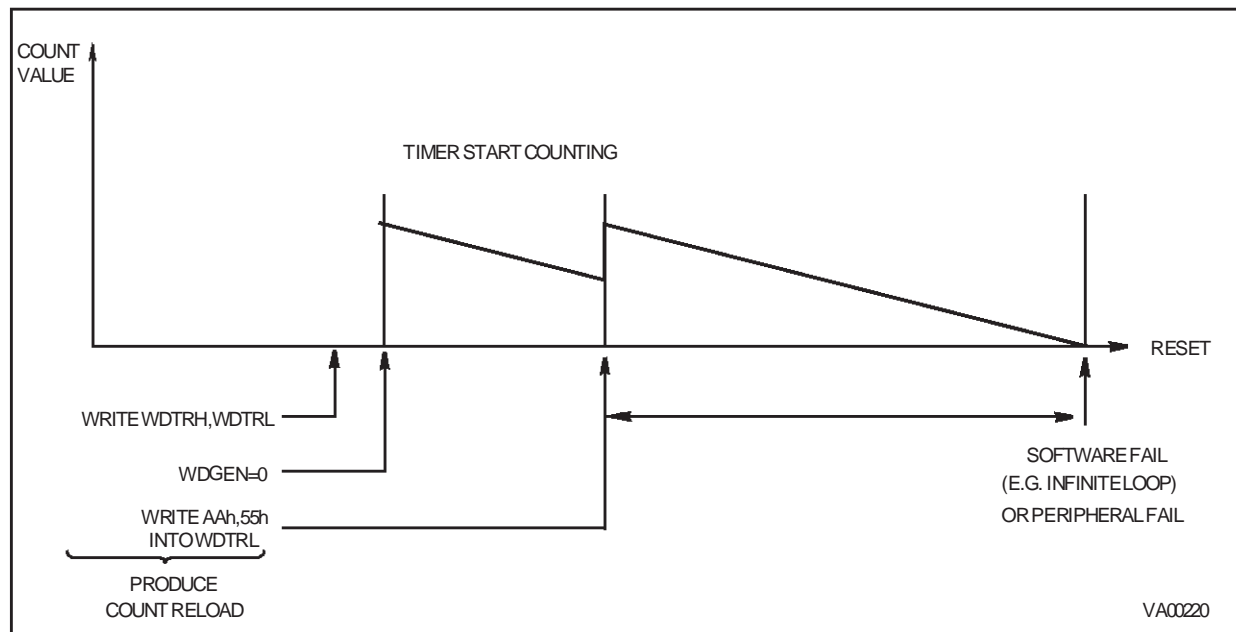 COUNT
VALUE
TIMER START COUNTING
RESET
WRITE WDTRH,WDTRL
WDGEN=0
WRITE AAh,55h
INTO WDTRL
PRODUCE
COUNT RELOAD
SOFTWARE FAIL
(E.G. INFINITE LOOP)
OR PERIPHERAL FAIL
VA00220